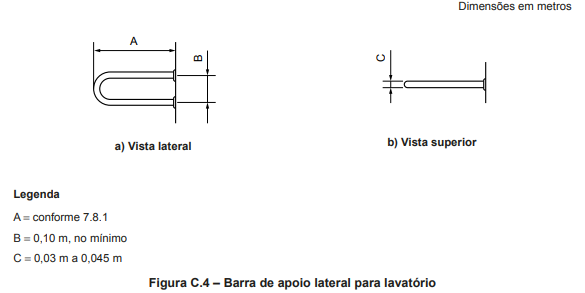 Dimensões em metros
A
B
C
a) Vista lateral
b) Vista superior
Legenda
A = conforme 7.8.1
B = 0,10 m, no mínimo
C = 0,03 m a 0,045 m
Figura C.4 – Barra de apoio lateral para lavatório